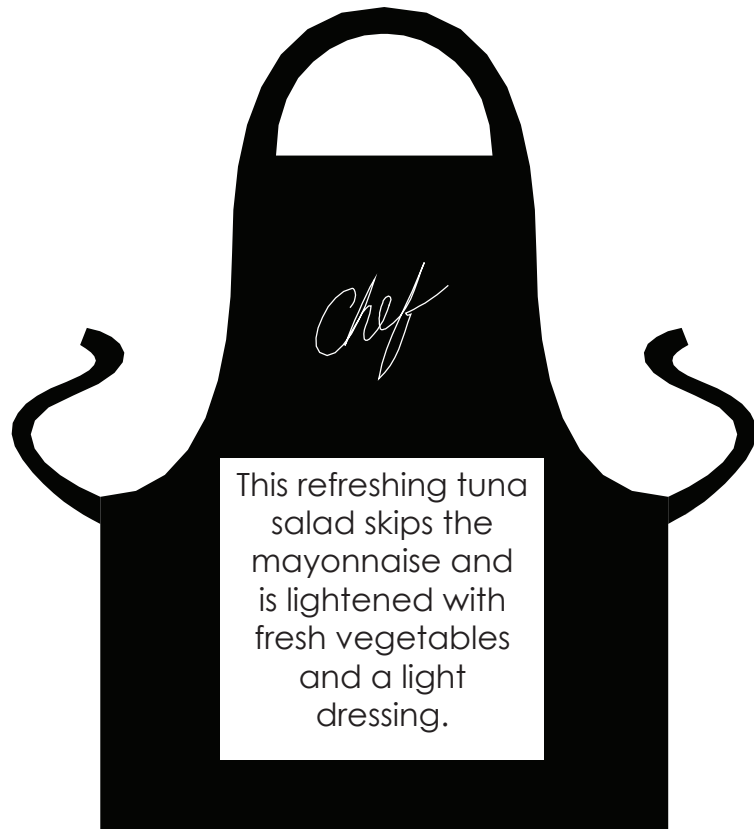 Chef
This refreshing tuna
salad skips the
mayonnaise and
is lightened with
fresh vegetables
and a light
dressing.